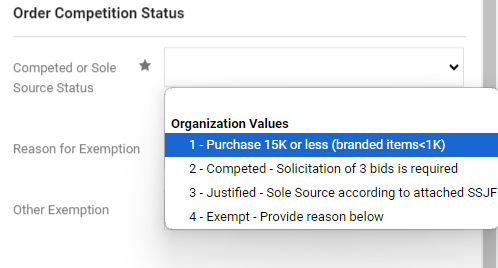 Order Competition Status
Competed or Sole
Source Status
Organization Values
1 - Purchase 15K or less (branded items<1K)
2 - Competed - Solicitation of 3 bids is required
Reason for Exemption
3 - Justified - Sole Source according to attached SSJF
Other Exemption
4 - Exempt - Provide reason below